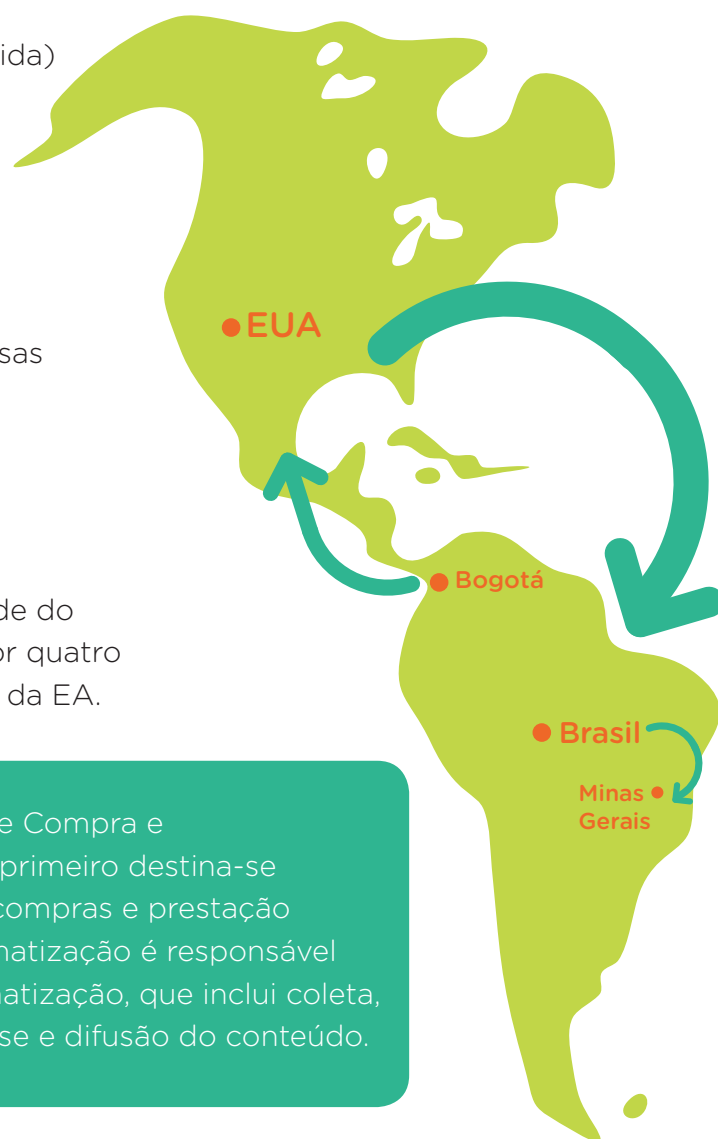 ida)
EUA
sas
Bogotá
de do
or quatro
da EA.
Brasil
Minas
Gerais
e Compra e
primeiro destina-se
compras e prestação
natização é responsável
natização, que inclui coleta,
se e difusão do conteúdo.